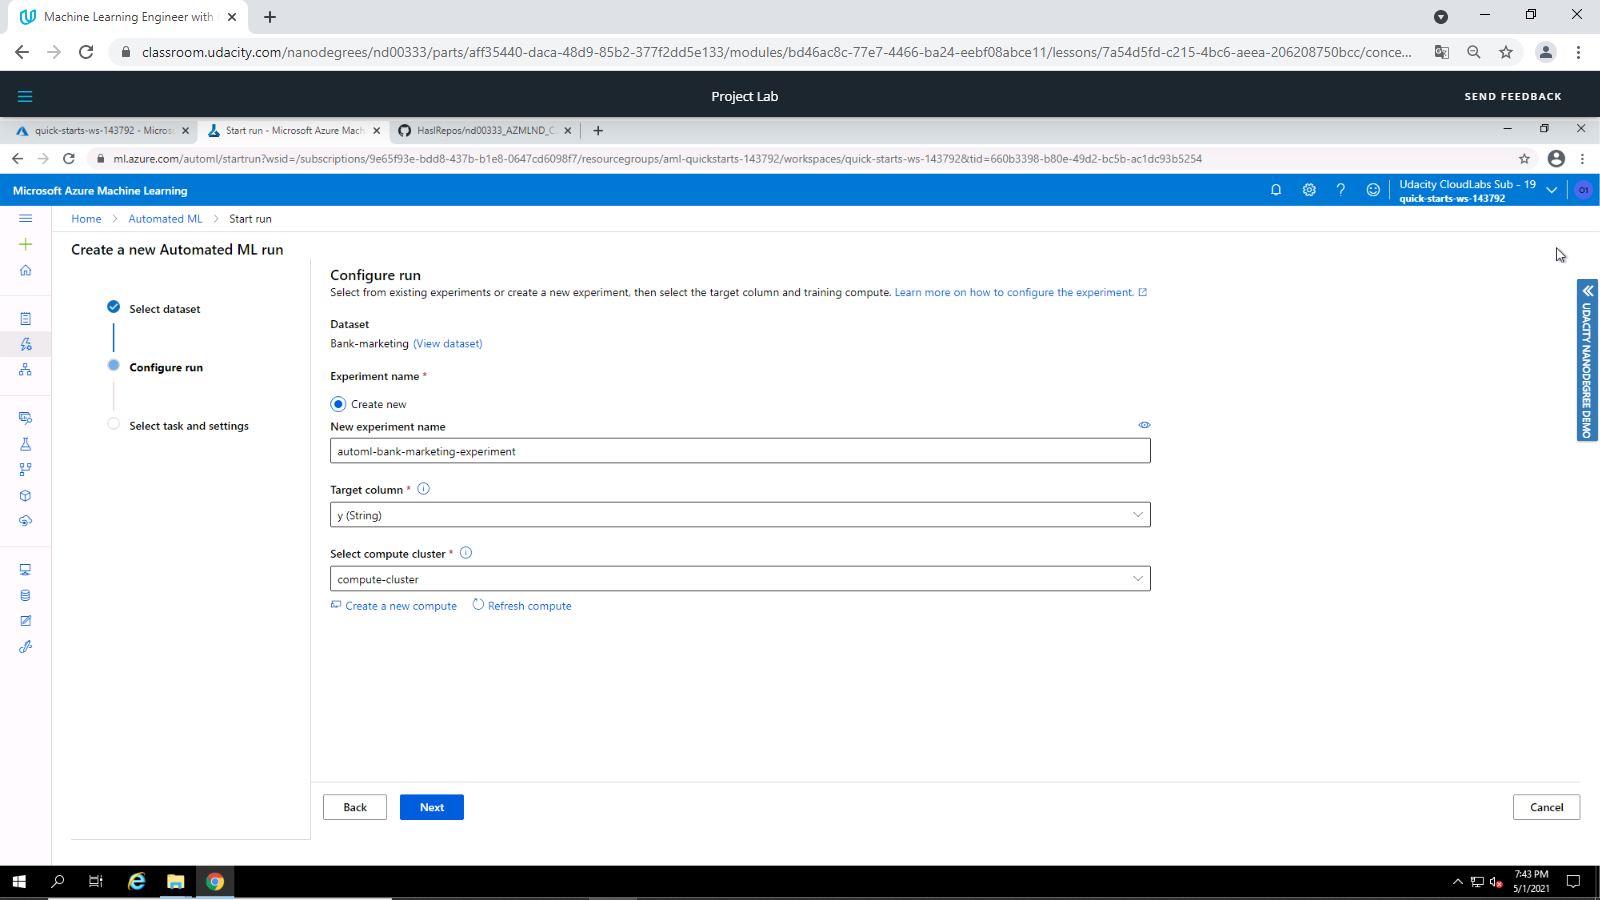 Machine Learning Engineer with
classroom.udacity.com/nanodegrees/nd00333/parts/aff35440-daca-48d9-85b2-377f2dd5e133/modules/bd46ac8c-77e7-4466-ba24-eebf08abce11/lessons/7a54d5fd-c215-4bc6-aeea-206208750bcc/conce...
Project Lab
SEND FEEDBACK
quick-starts-ws-143792 - Micros
Start run - Microsoft Azure Mach
HaslRepos/nd00333_AZMLND_C
ml.azure.com/automl/startrun?wsid=/subscriptions/9e65f93e-bdd8-437b-b1e8-0647cd6098f7/resourcegroups/aml-quickstarts-143792/workspaces/quick-starts-ws-143792&tid=660b3398-b80e-49d2-bc5b-ac1dc93b5254
Microsoft Azure Machine Learning
Udacity CloudLabs Sub - 19
quick-starts-ws-143792
O1
Home > Automated ML > Start run
Create a new Automated ML run
Select dataset
Configure run
Select task and settings
Configure run
Select from existing experiments or create a new experiment, then select the target column and training compute. Learn more on how to configure the experiment.
Dataset
Bank-marketing (View dataset)
Experiment name *
Create new
New experiment name
automl-bank-marketing-experiment
Target column *
y (String)
Select compute cluster *
compute-cluster
Create a new compute
Refresh compute
Back
Next
Cancel
UDACITY NANODEGREE DEMO
7:43 PM
5/1/2021